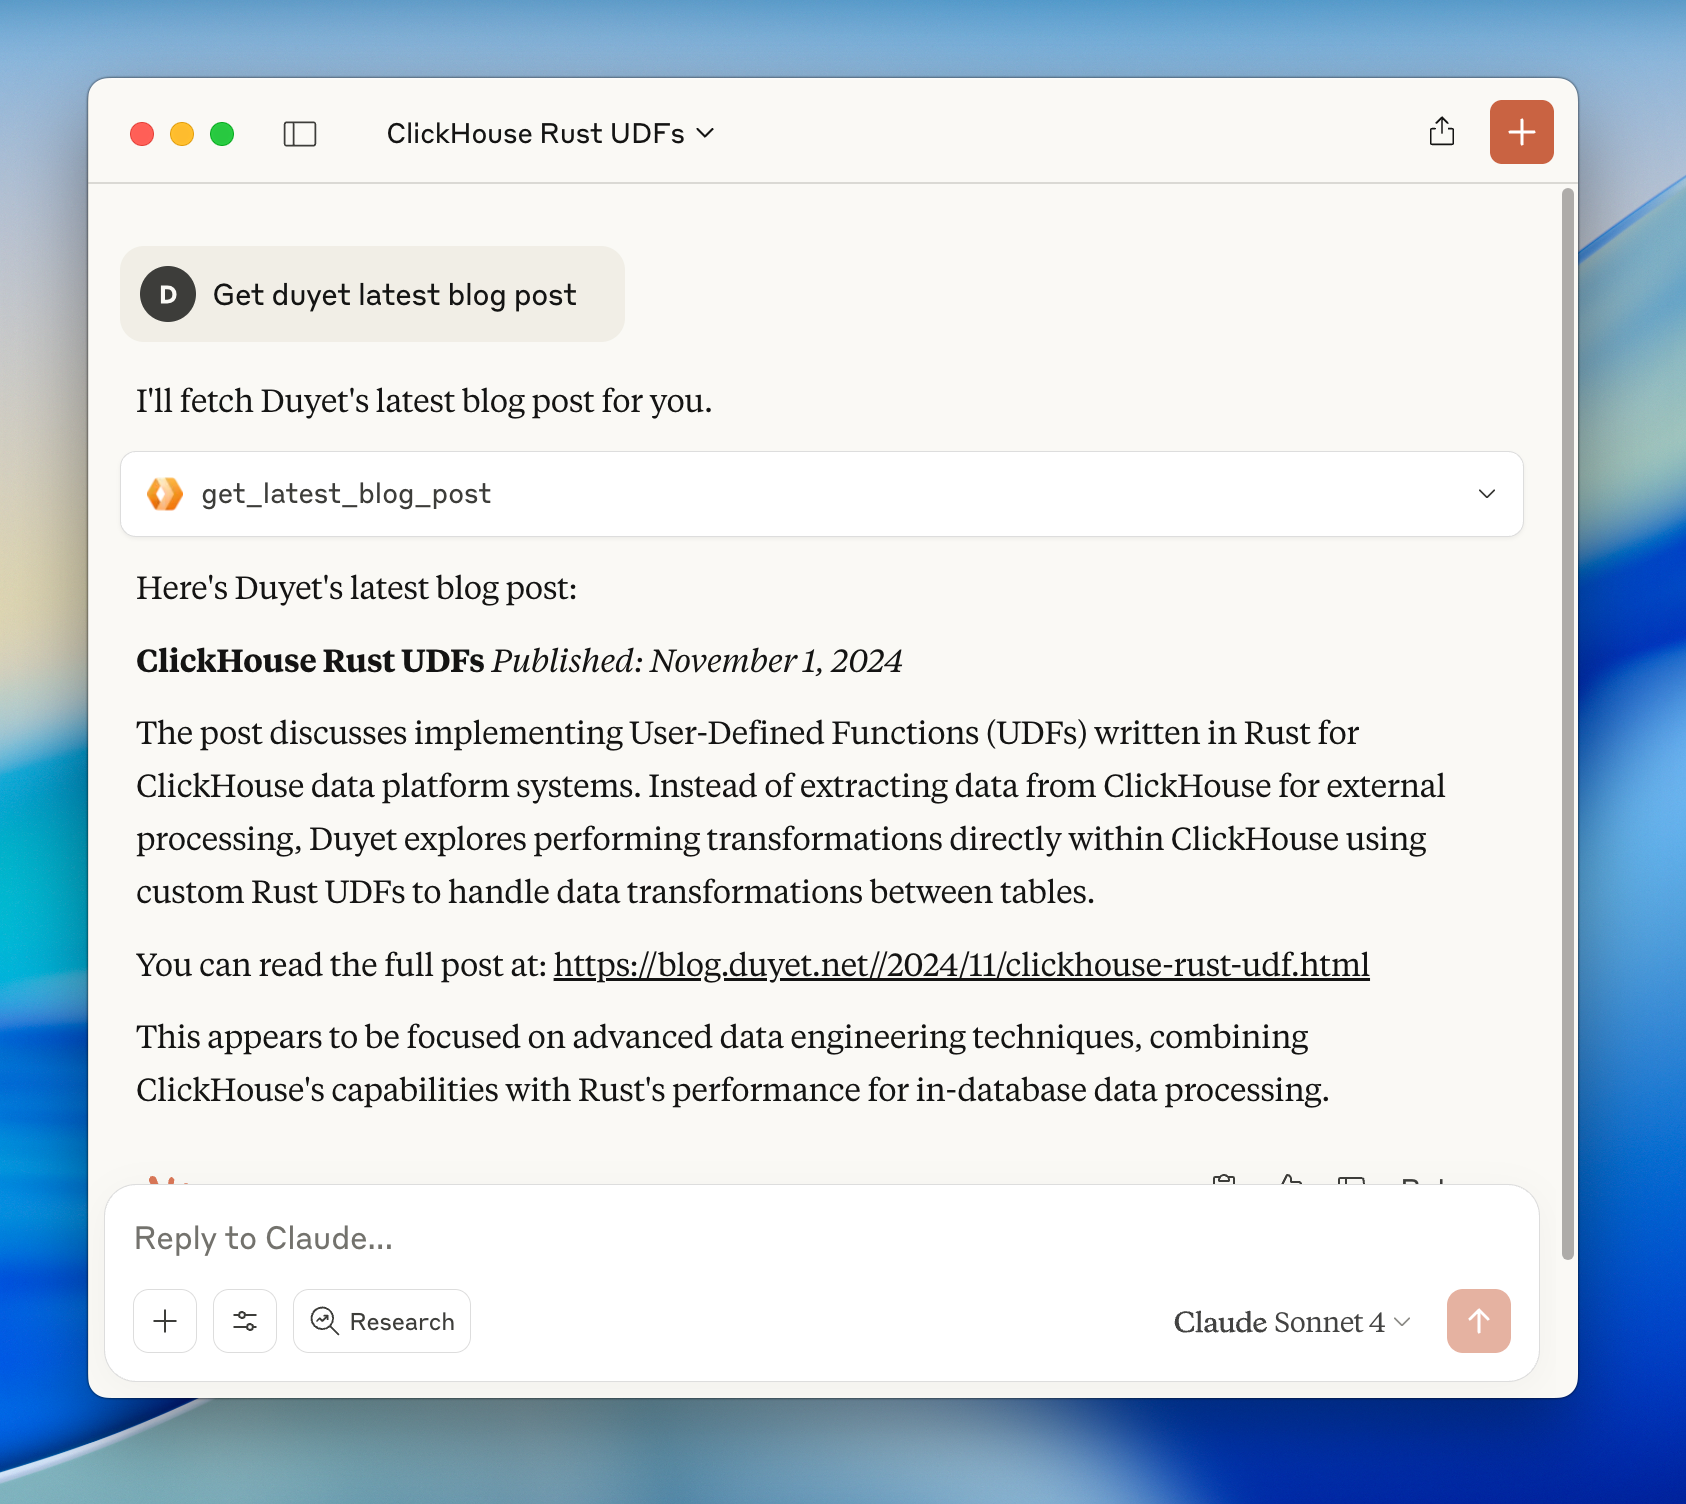 ClickHouse Rust UDFs
D
Get duyet latest blog post
I'll fetch Duyet's latest blog post for you.
get_latest_blog_post
Here's Duyet's latest blog post:
ClickHouse Rust UDFs Published: November 1, 2024
The post discusses implementing User-Defined Functions (UDFs) written in Rust for
ClickHouse data platform systems. Instead of extracting data from ClickHouse for external
processing, Duyet explores performing transformations directly within ClickHouse using
custom Rust UDFs to handle data transformations between tables.
You can read the full post at: https://blog.duyet.net//2024/11/clickhouse-rust-udf.html
This appears to be focused on advanced data engineering techniques, combining
ClickHouse's capabilities with Rust's performance for in-database data processing.
Reply to Claude...
Research
Claude Sonnet 4